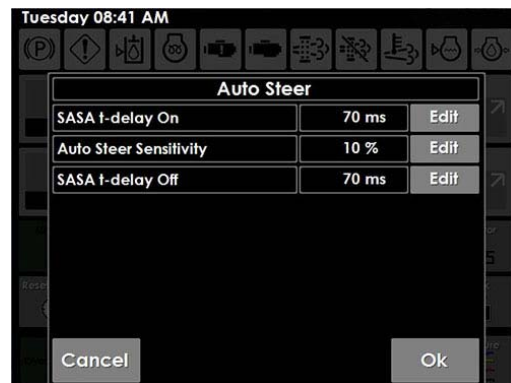 Tuesday 08:41 AM
Auto Steer
SASA t-delay On 70 ms Edit
Auto Steer Sensitivity 10 % Edit
SASA t-delay Off 70 ms Edit
Cancel Ok